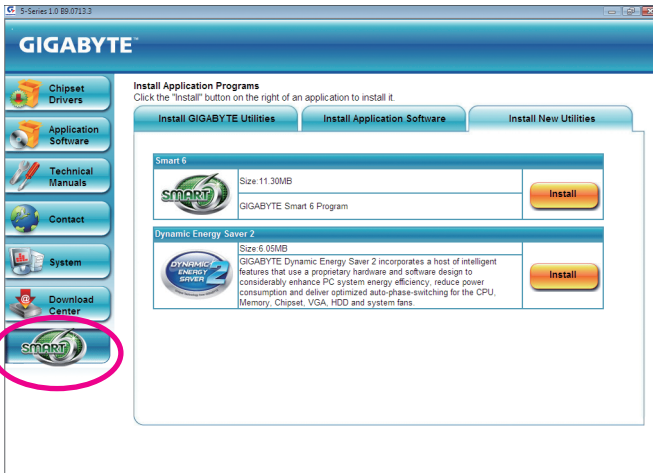 5-Series 1.0 B9.0713.3
GIGABYTE™
Chipset
Drivers
Application
Software
Technical
Manuals
Contact
System
Download
Center
SMART6
Install Application Programs
Click the "Install" button on the right of an application to install it.
Install GIGABYTE Utilities
Install Application Software
Install New Utilities
Smart 6
SMART6
Size:11.30MB
GIGABYTE Smart 6 Program
Install
Dynamic Energy Saver 2
DYNAMIC
ENERGY
SAVER 2
Size:6.05MB
GIGABYTE Dynamic Energy Saver 2 incorporates a host of intelligent
features that use a proprietary hardware and software design to
considerably enhance PC system energy efficiency, reduce power
consumption and deliver optimized auto-phase-switching for the CPU,
Memory, Chipset, VGA, HDD and system fans.
Install